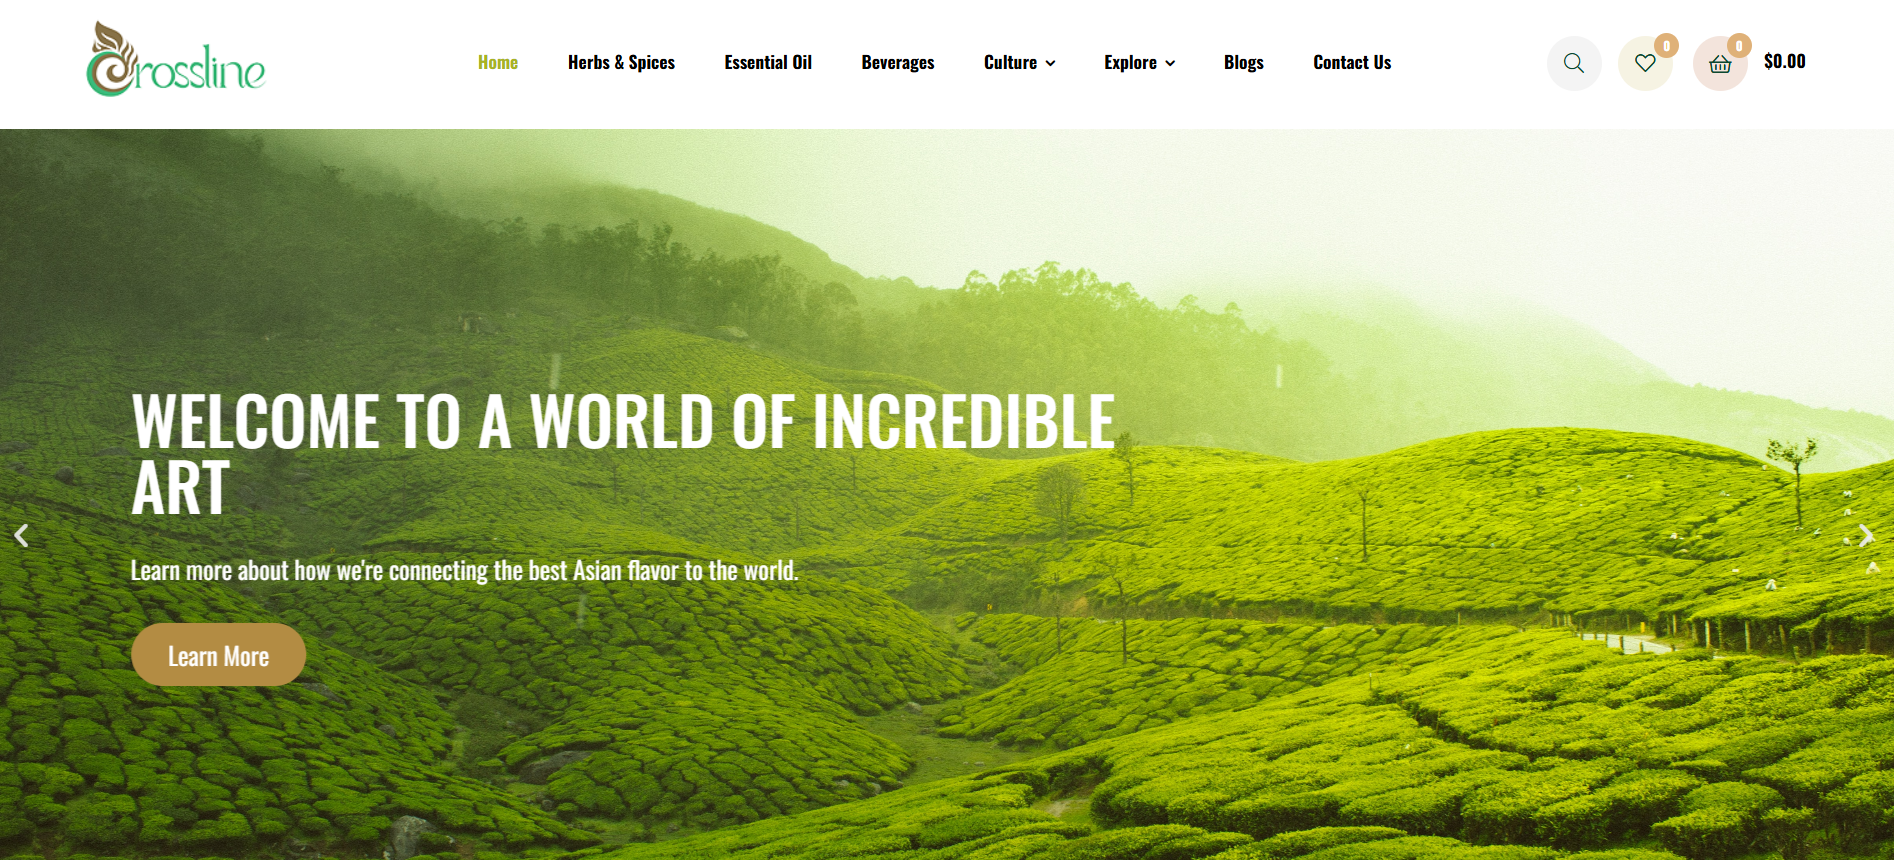 Crossline
Home Herbs & Spices Essential Oil Beverages Culture Explore Blogs Contact Us 0 0 $0.00
WELCOME TO A WORLD OF INCREDIBLE
ART
Learn more about how we're connecting the best Asian flavor to the world.
Learn More